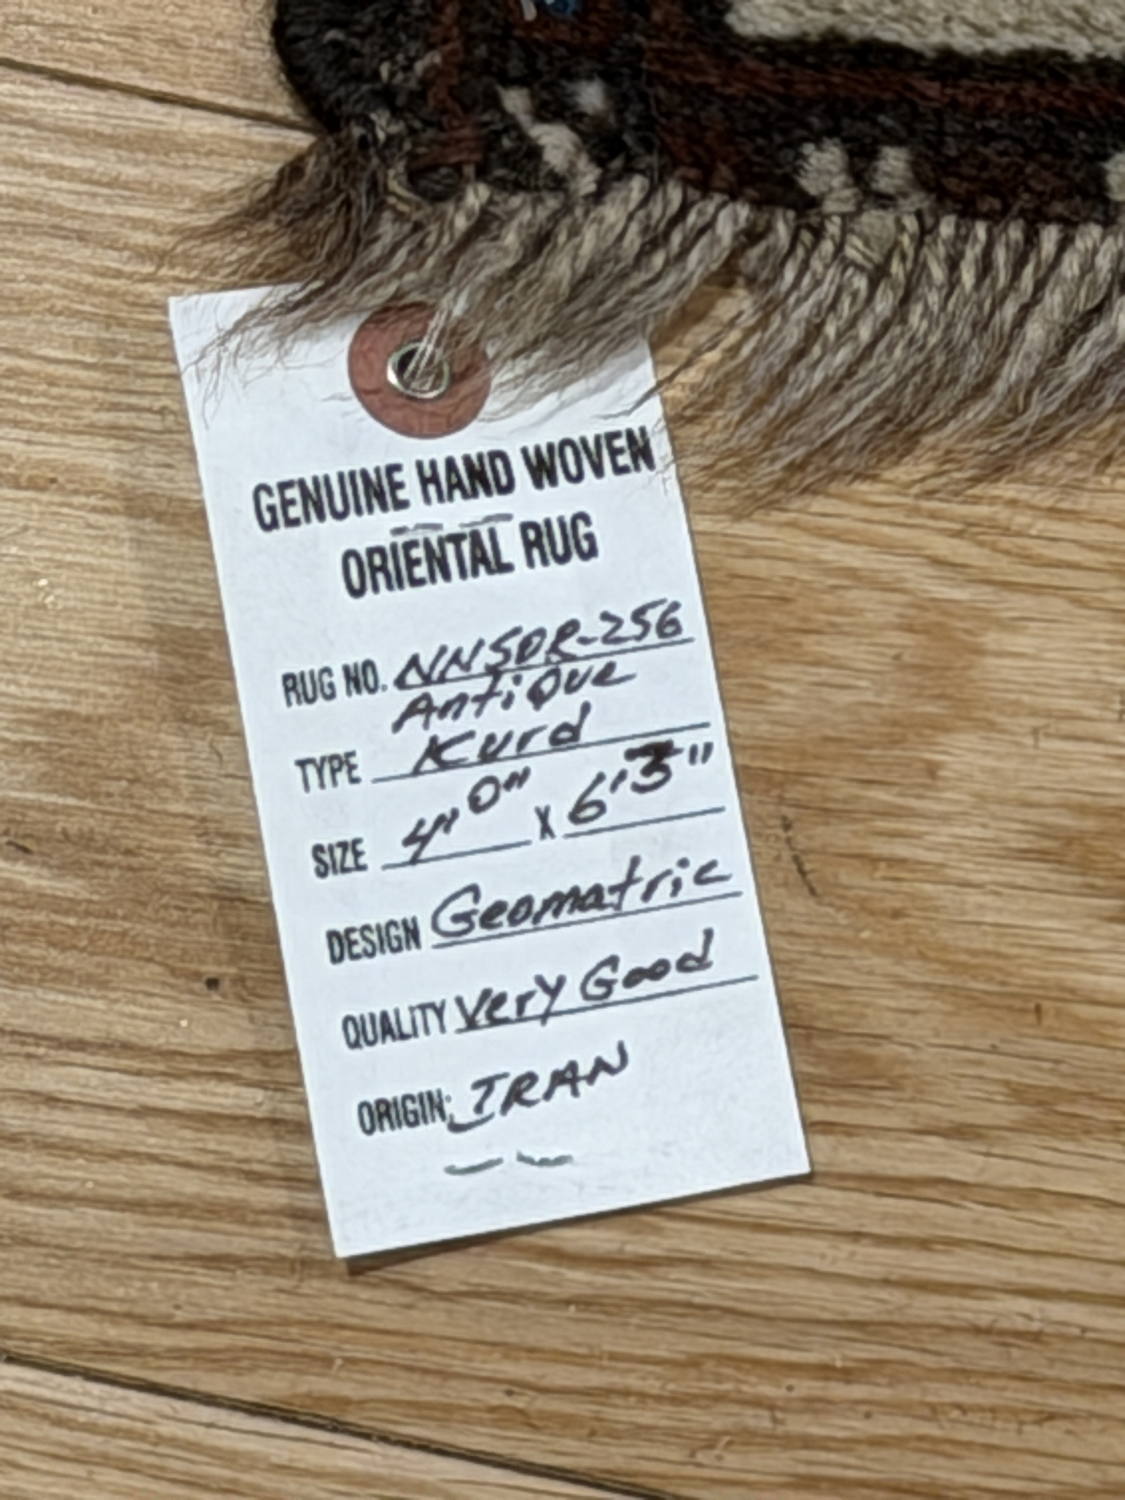 GENUINE HAND WOVEN
ORIENTAL RUG
RUG NO. NNSDR-256
Antique
TYPE Kurd
SIZE 4'0" X 6'3"
DESIGN Geomatric
QUALITY Very Good
ORIGIN: IRAN